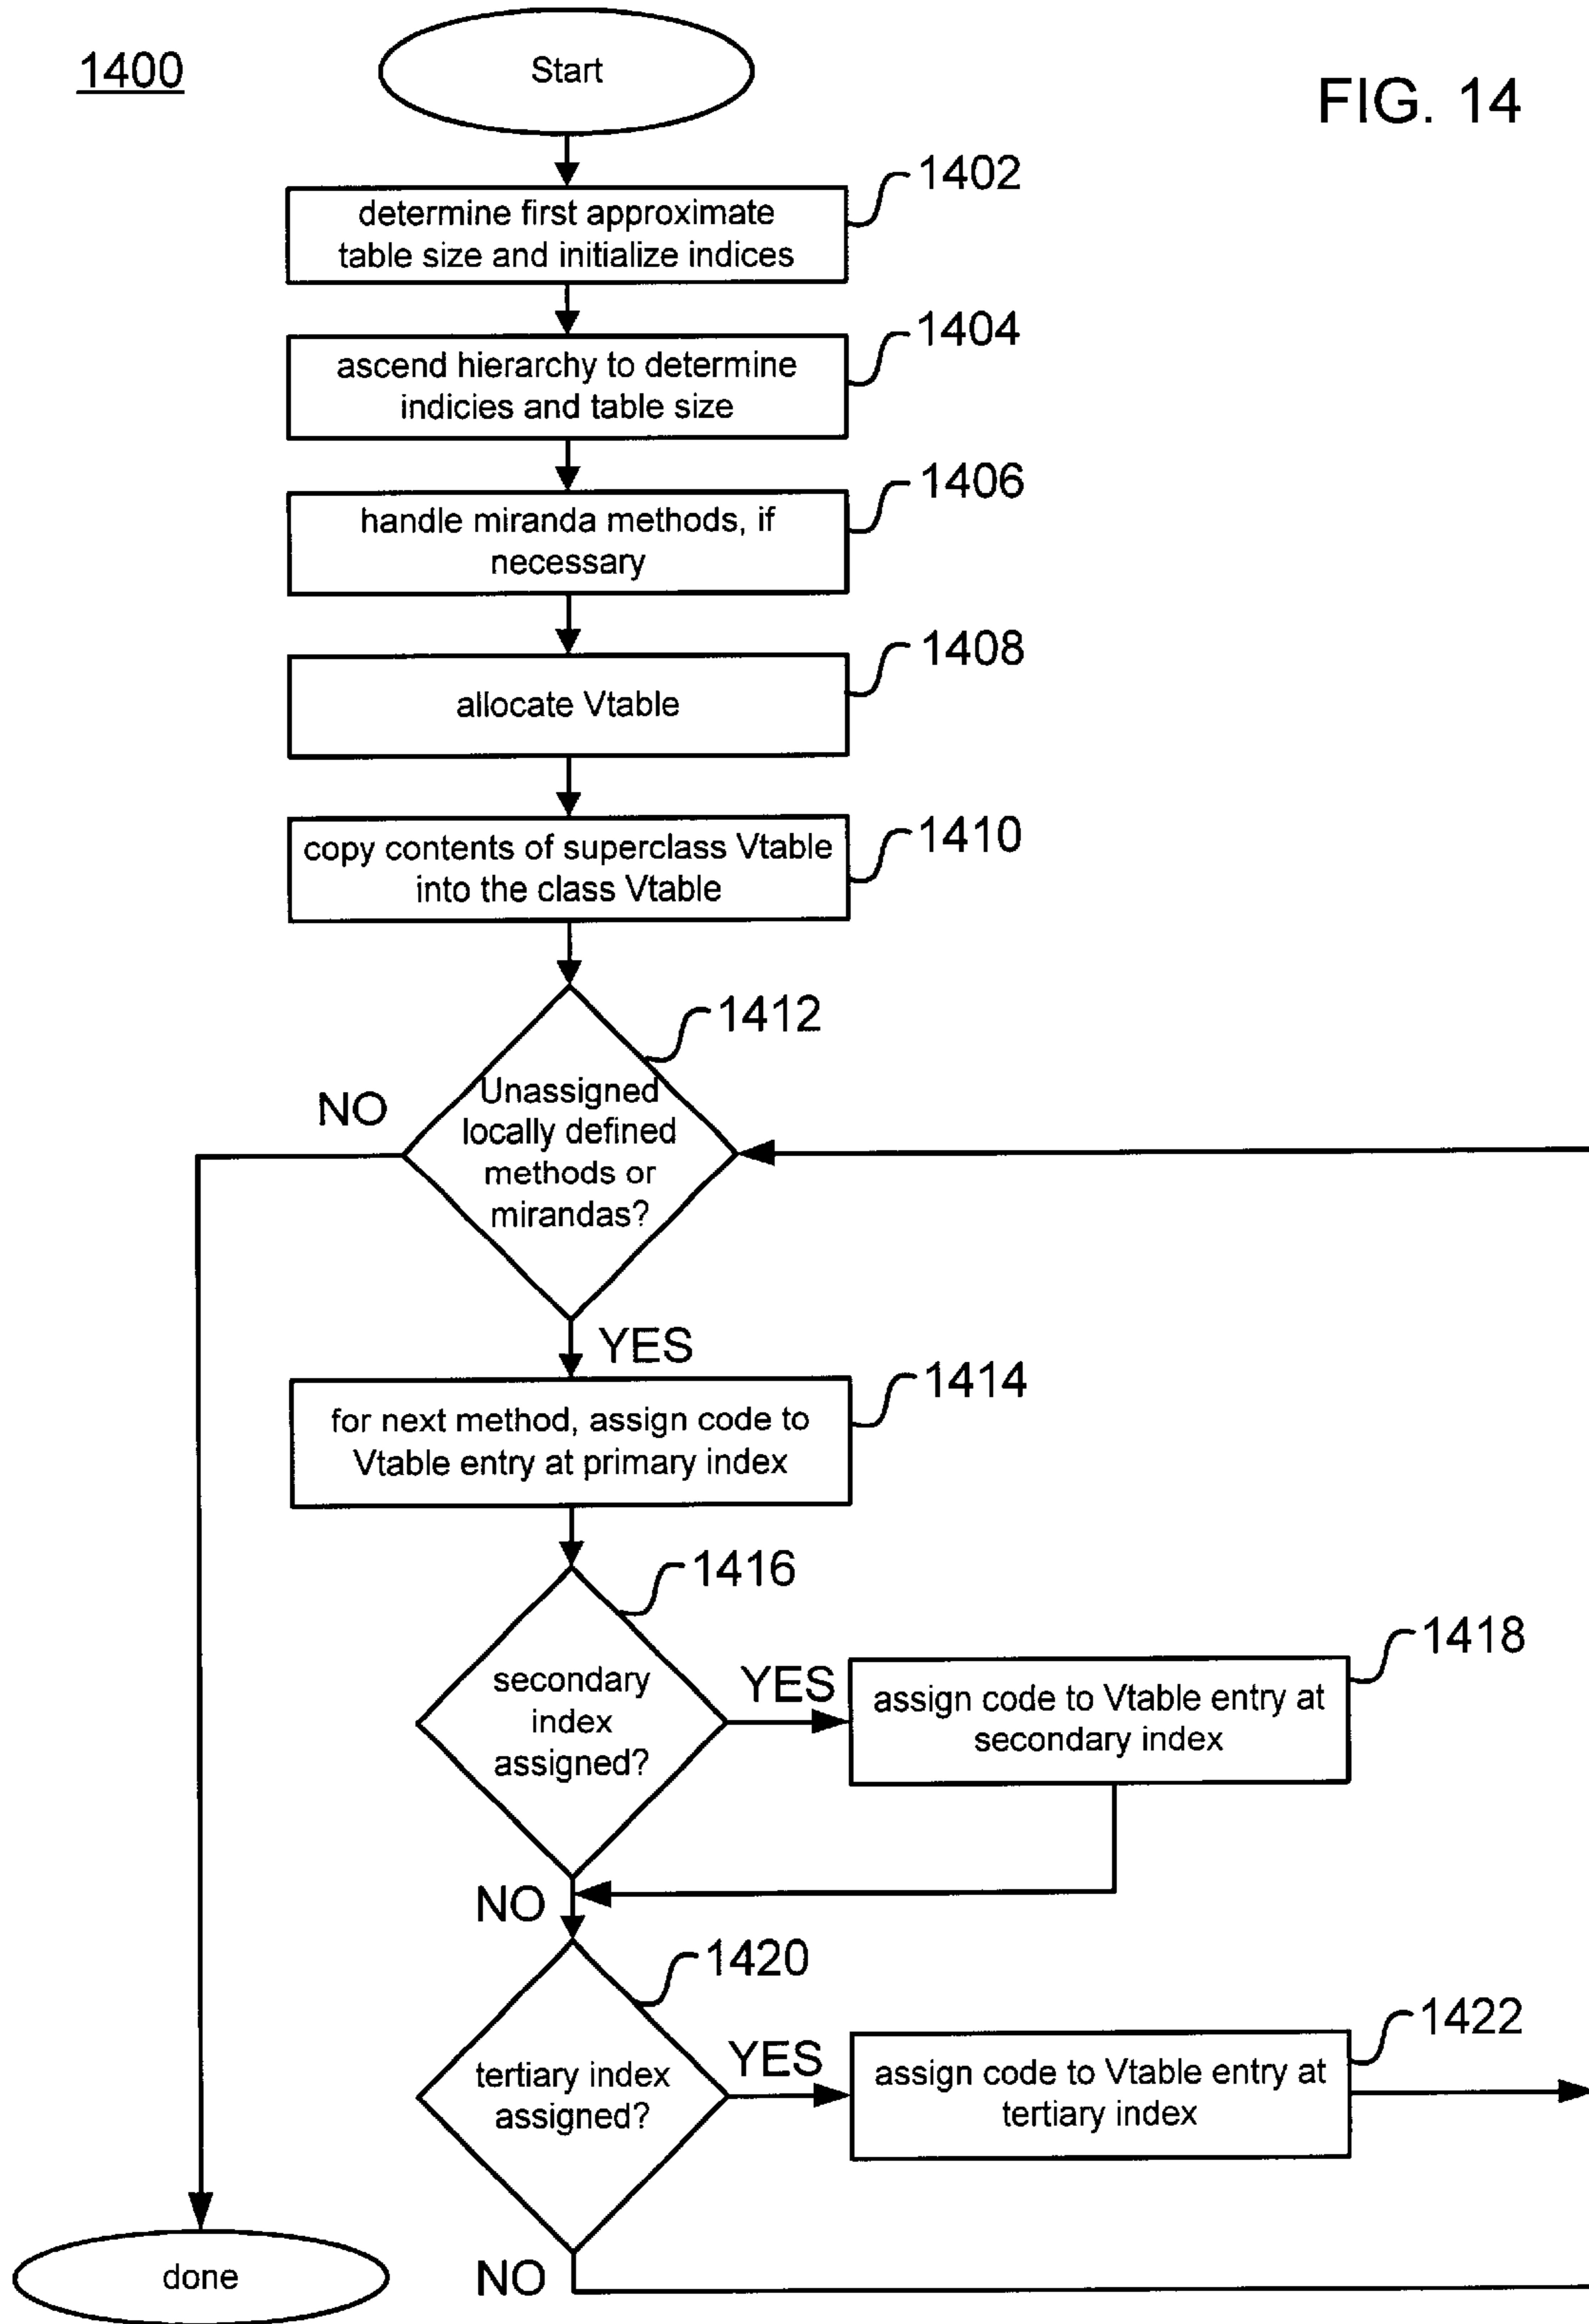 1400
Start
FIG. 14
1402
determine first approximate
table size and initialize indices
1404
ascend hierarchy to determine
indicies and table size
1406
handle miranda methods, if
necessary
1408
allocate Vtable
1410
copy contents of superclass Vtable
into the class Vtable
1412
NO
Unassigned
locally defined
methods or
mirandas?
YES
1414
for next method, assign code to
Vtable entry at primary index
1416
secondary
index
assigned?
YES
1418
assign code to Vtable entry at
secondary index
NO
1420
tertiary index
assigned?
YES
1422
assign code to Vtable entry at
tertiary index
NO
done